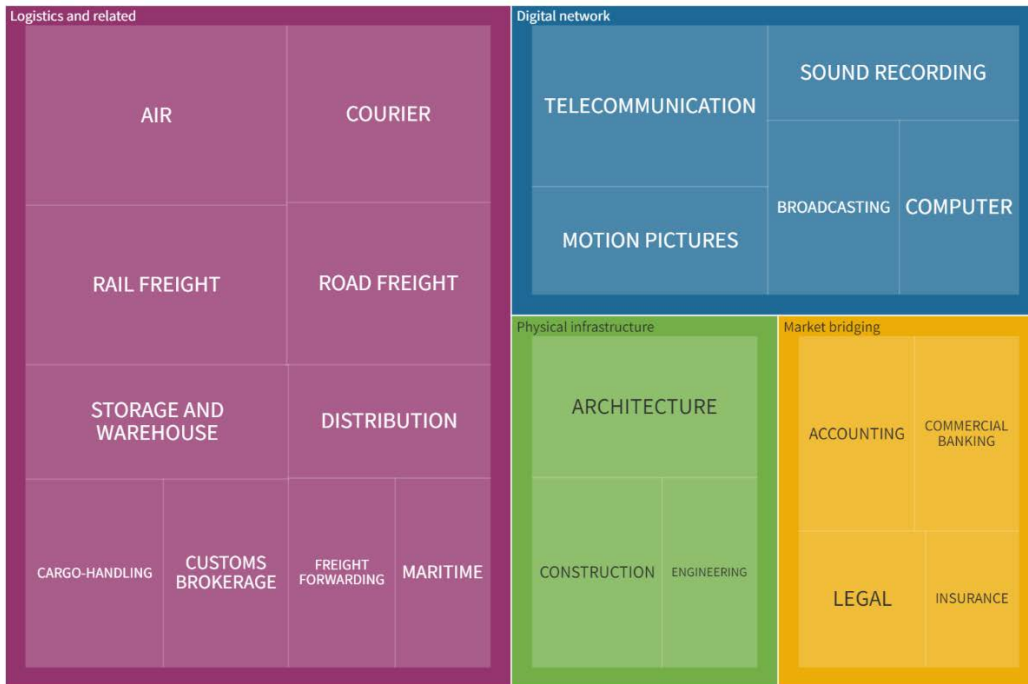 Logistics and related
AIR
COURIER
RAIL FREIGHT
ROAD FREIGHT
STORAGE AND
WAREHOUSE
DISTRIBUTION
CARGO-HANDLING
CUSTOMS
BROKERAGE
FREIGHT
FORWARDING
MARITIME
Digital network
TELECOMMUNICATION
SOUND RECORDING
MOTION PICTURES
BROADCASTING
COMPUTER
Physical infrastructure
ARCHITECTURE
CONSTRUCTION
ENGINEERING
Market bridging
ACCOUNTING
COMMERCIAL
BANKING
LEGAL
INSURANCE